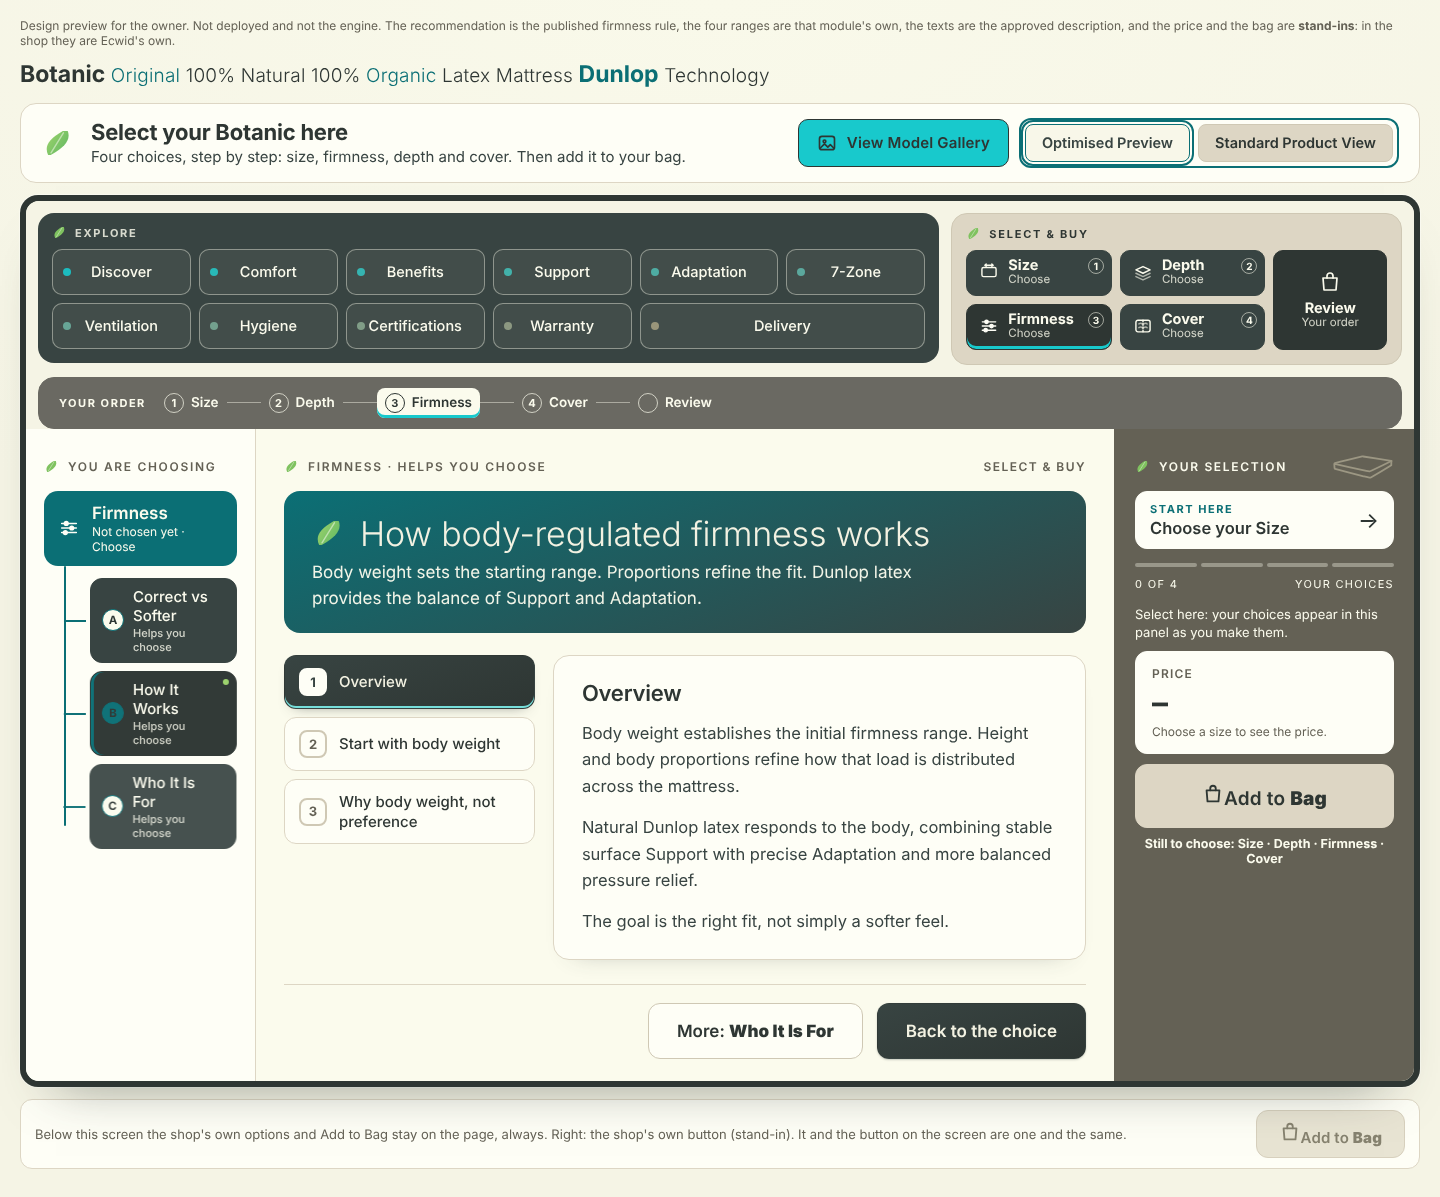 Design preview for the owner. Not deployed and not the engine. The recommendation is the published firmness rule, the four ranges are that module's own, the texts are the approved description, and the price and the bag are stand-ins: in the
shop they are Ecwid's own.
Botanic Original 100% Natural 100% Organic Latex Mattress Dunlop Technology
Select your Botanic here
Four choices, step by step: size, firmness, depth and cover. Then add it to your bag.
View Model Gallery
Optimised Preview
Standard Product View
EXPLORE
Discover
Comfort
Benefits
Support
Adaptation
7-Zone
Ventilation
Hygiene
Certifications
Warranty
Delivery
SELECT & BUY
Size
Choose
1
Depth
Choose
2
Firmness
Choose
3
Cover
Choose
4
Review
Your order
YOUR ORDER
1 Size
2 Depth
3 Firmness
4 Cover
Review
YOU ARE CHOOSING
Firmness
Not chosen yet ·
Choose
A
Correct vs
Softer
Helps you
choose
B
How It
Works
Helps you
choose
C
Who It Is
For
Helps you
choose
FIRMNESS · HELPS YOU CHOOSE
SELECT & BUY
How body-regulated firmness works
Body weight sets the starting range. Proportions refine the fit. Dunlop latex
provides the balance of Support and Adaptation.
1 Overview
2 Start with body weight
3 Why body weight, not
preference
Overview
Body weight establishes the initial firmness range. Height
and body proportions refine how that load is distributed
across the mattress.
Natural Dunlop latex responds to the body, combining stable
surface Support with precise Adaptation and more balanced
pressure relief.
The goal is the right fit, not simply a softer feel.
More: Who It Is For
Back to the choice
YOUR SELECTION
START HERE
Choose your Size
0 OF 4
YOUR CHOICES
Select here: your choices appear in this
panel as you make them.
PRICE
–
Choose a size to see the price.
Add to Bag
Still to choose: Size · Depth · Firmness ·
Cover
Below this screen the shop's own options and Add to Bag stay on the page, always. Right: the shop's own button (stand-in). It and the button on the screen are one and the same.
Add to Bag